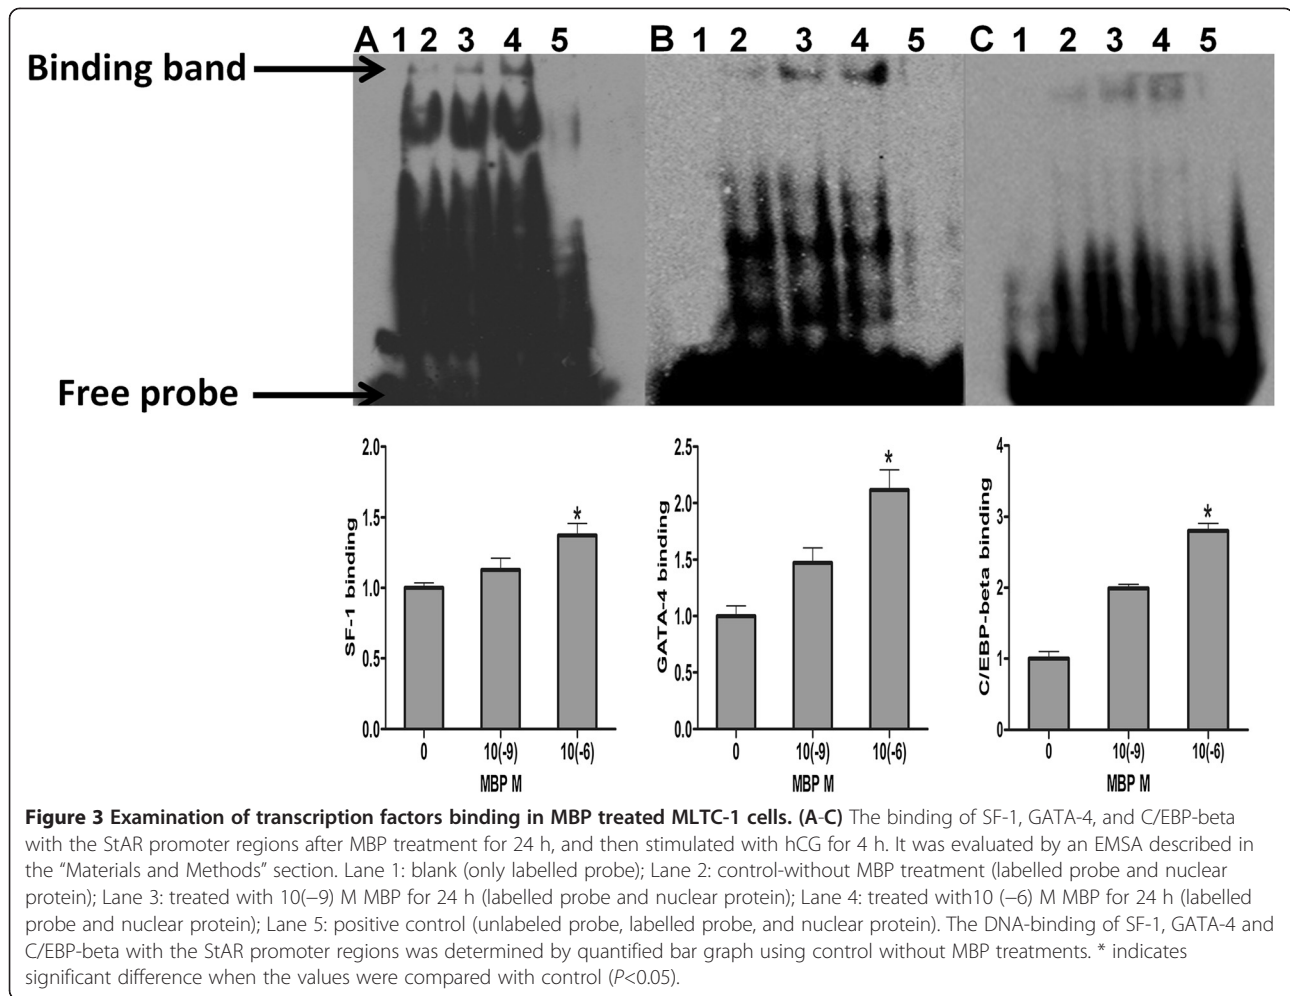 A 1 2 3 4 5 B 1 2 3 4 5 C 1 2 3 4 5
Binding band
Free probe
2.0
1.5
1.0
0.5
0.0
SF-1 binding
*
0 10(-9) 10(-6)
MBP M
2.5
2.0
1.5
1.0
0.5
0.0
GATA-4 binding
*
0 10(-9) 10(-6)
MBP M
4
3
2
1
0
C/EBP-beta binding
*
0 10(-9) 10(-6)
MBP M
Figure 3 Examination of transcription factors binding in MBP treated MLTC-1 cells. (A-C) The binding of SF-1, GATA-4, and C/EBP-beta
with the StAR promoter regions after MBP treatment for 24 h, and then stimulated with hCG for 4 h. It was evaluated by an EMSA described in
the “Materials and Methods” section. Lane 1: blank (only labelled probe); Lane 2: control-without MBP treatment (labelled probe and nuclear
protein); Lane 3: treated with 10(−9) M MBP for 24 h (labelled probe and nuclear protein); Lane 4: treated with10 (−6) M MBP for 24 h (labelled
probe and nuclear protein); Lane 5: positive control (unlabeled probe, labelled probe, and nuclear protein). The DNA-binding of SF-1, GATA-4 and
C/EBP-beta with the StAR promoter regions was determined by quantified bar graph using control without MBP treatments. * indicates
significant difference when the values were compared with control (P<0.05).